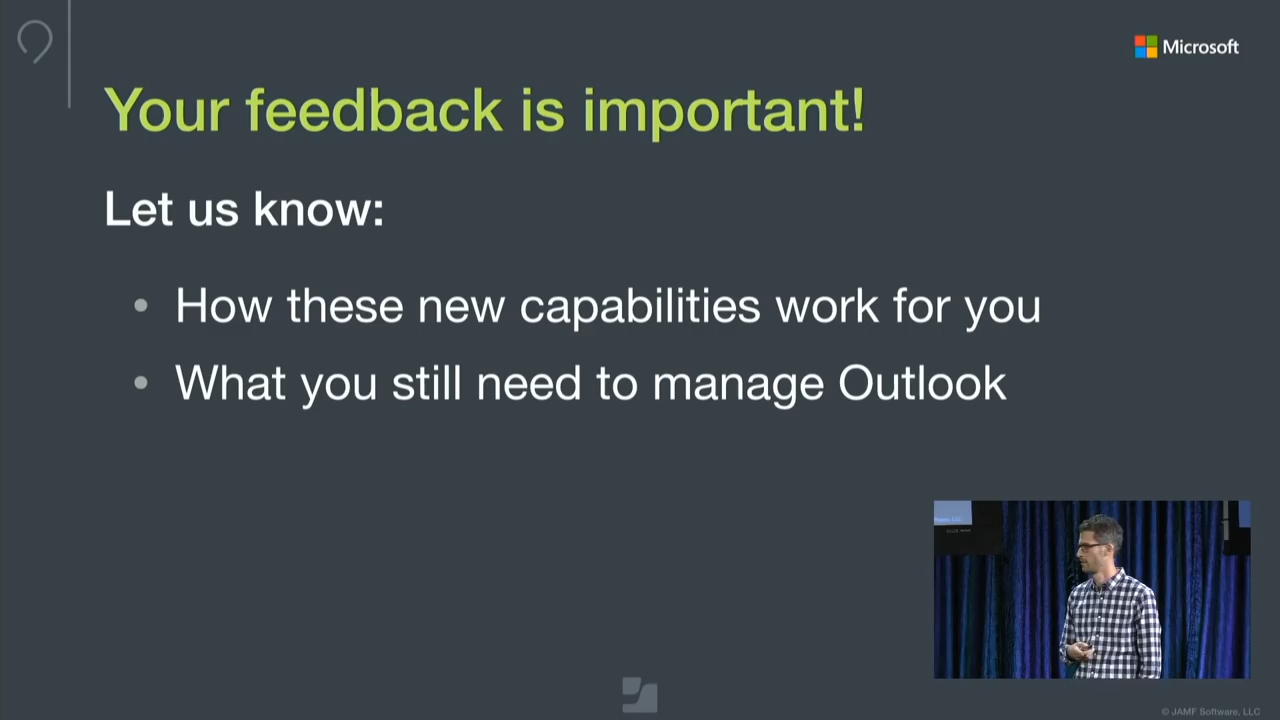 Microsoft
Your feedback is important!
Let us know:
• How these new capabilities work for you
• What you still need to manage Outlook
© JAMF Software, LLC